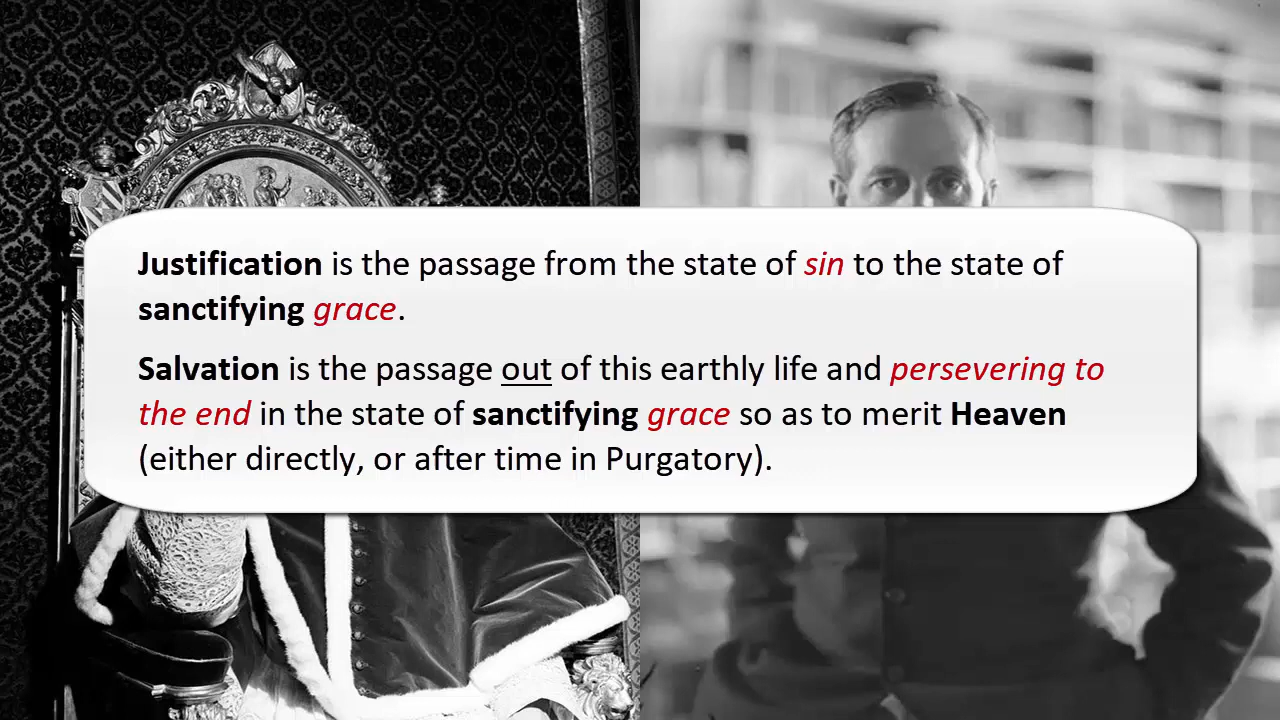 Justification is the passage from the state of sin to the state of
sanctifying grace.
Salvation is the passage out of this earthly life and persevering to
the end in the state of sanctifying grace so as to merit Heaven
(either directly, or after time in Purgatory).